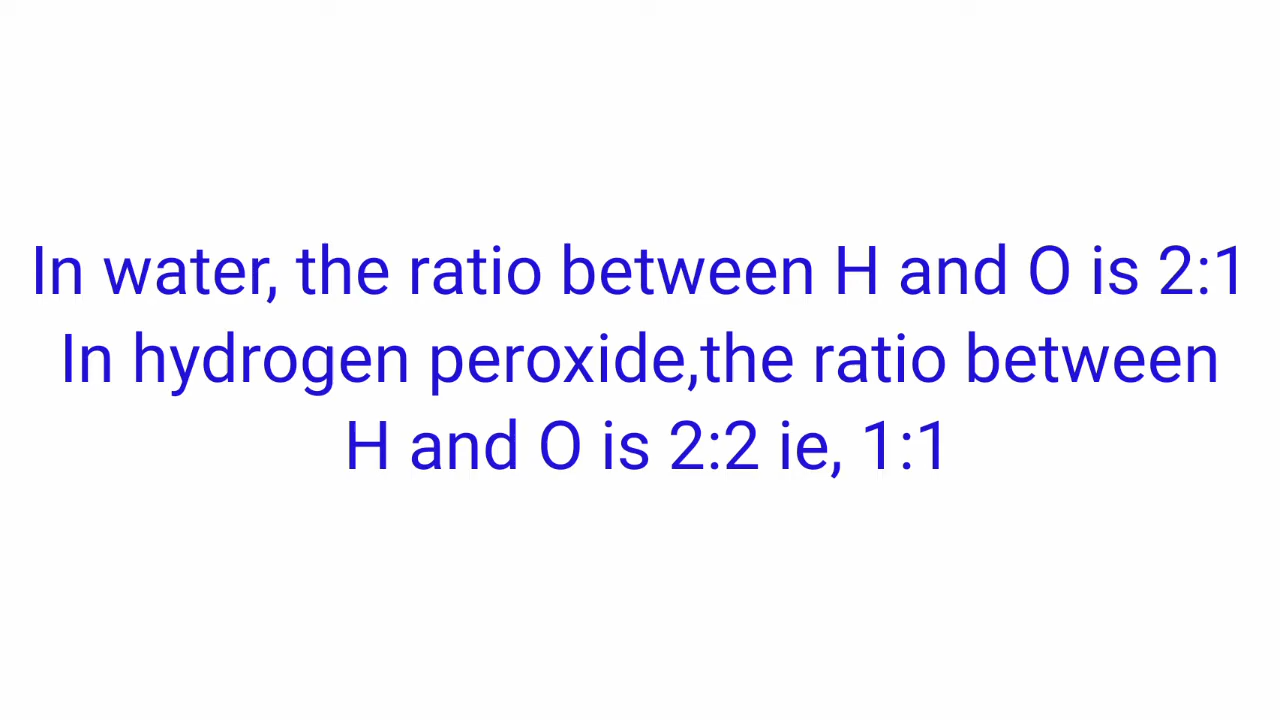 In water, the ratio between H and O is 2:1
In hydrogen peroxide,the ratio between
H and O is 2:2 ie, 1:1